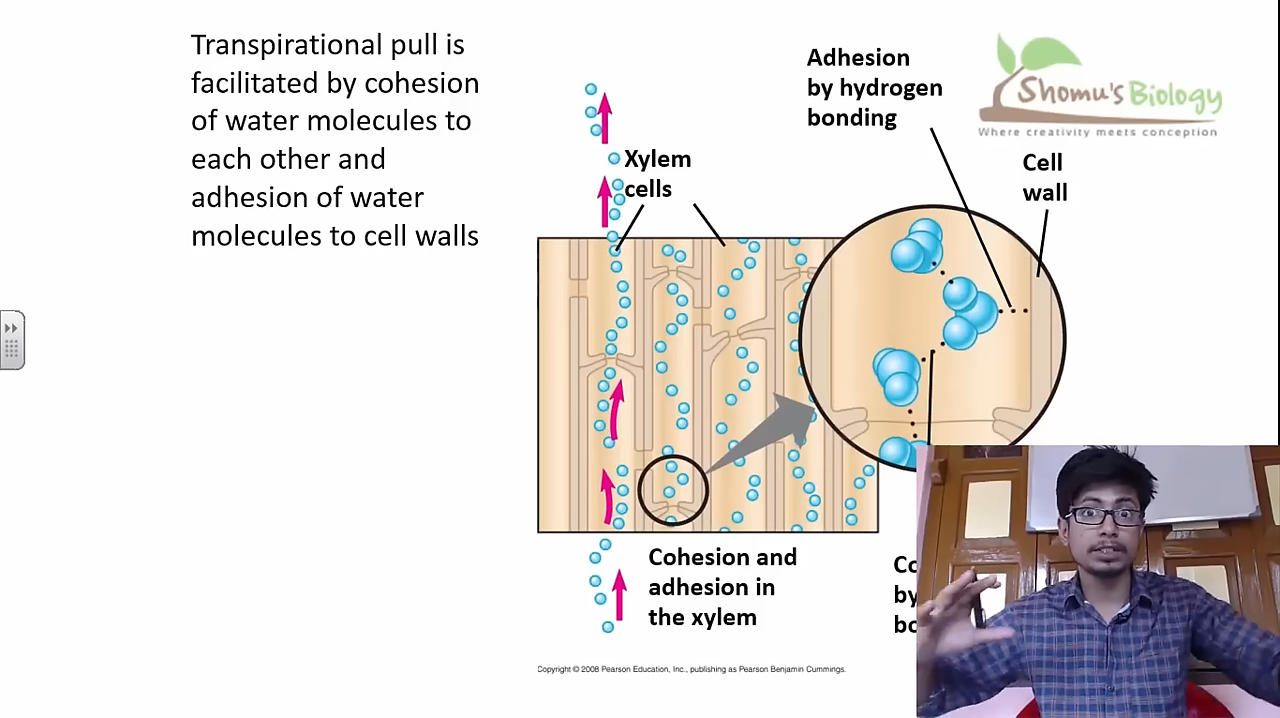 Transpirational pull is
facilitated by cohesion
of water molecules to
each other and
adhesion of water
molecules to cell walls
Adhesion
by hydrogen
bonding
Shomu's Biology
Where creativity meets conception
Xylem
cells
Cell
wall
Cohesion and
adhesion in
the xylem
by
Copyright © 2008 Pearson Education, Inc., publishing as Pearson Benjamin Cummings.